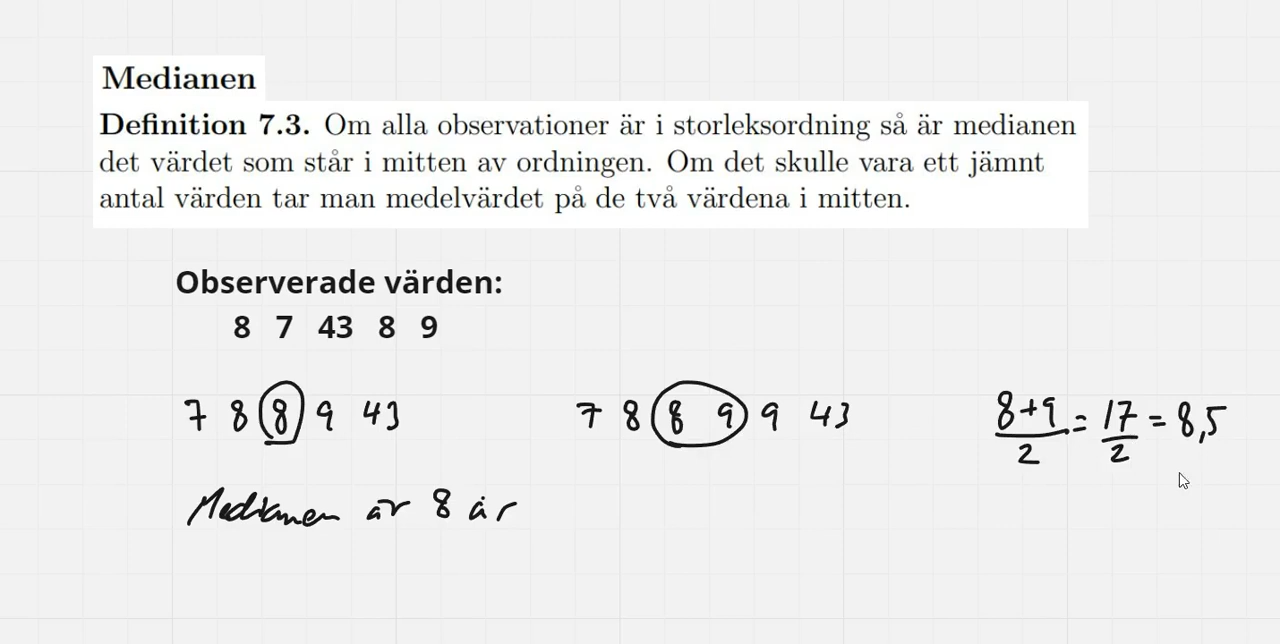 Medianen
Definition 7.3. Om alla observationer är i storleksordning så är medianen
det värdet som står i mitten av ordningen. Om det skulle vara ett jämnt
antal värden tar man medelvärdet på de två värdena i mitten.
Observerade värden:
8 7 43 8 9
7 8 8 9 43
7 8 8 9 9 43
8+9/2 = 17/2 = 8,5
Medianen är 8 år